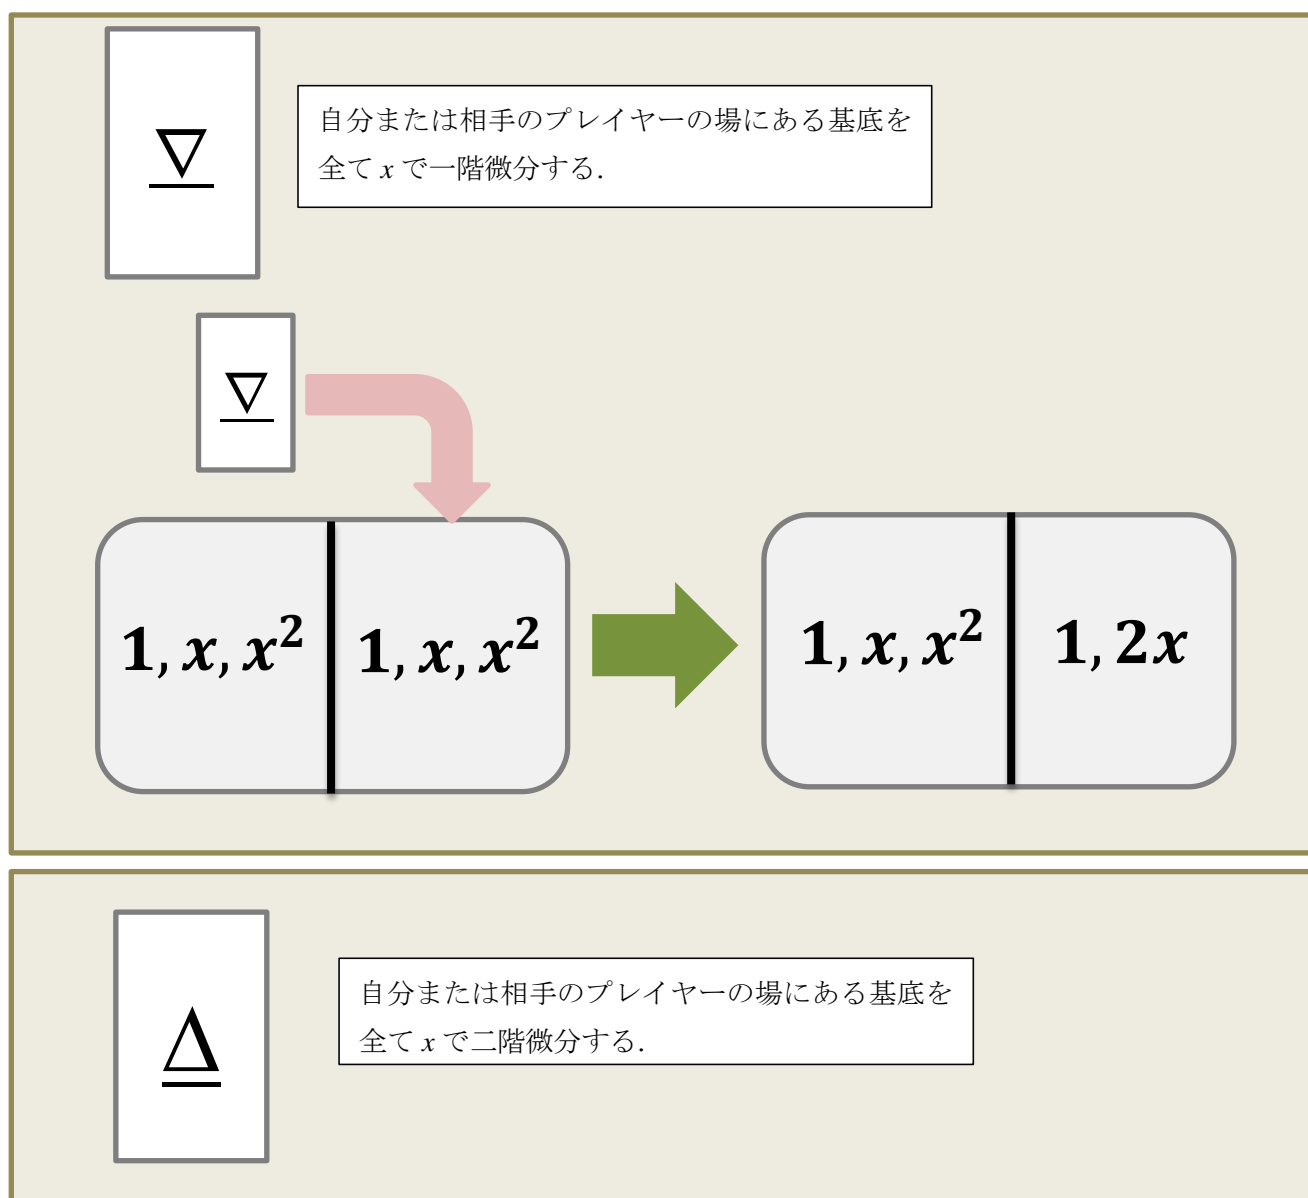 ∇
自分または相手のプレイヤーの場にある基底を
全て x で一階微分する.
∇
1, x, x² 1, x, x²
1, x, x² 1, 2x
Δ
自分または相手のプレイヤーの場にある基底を
全て x で二階微分する.